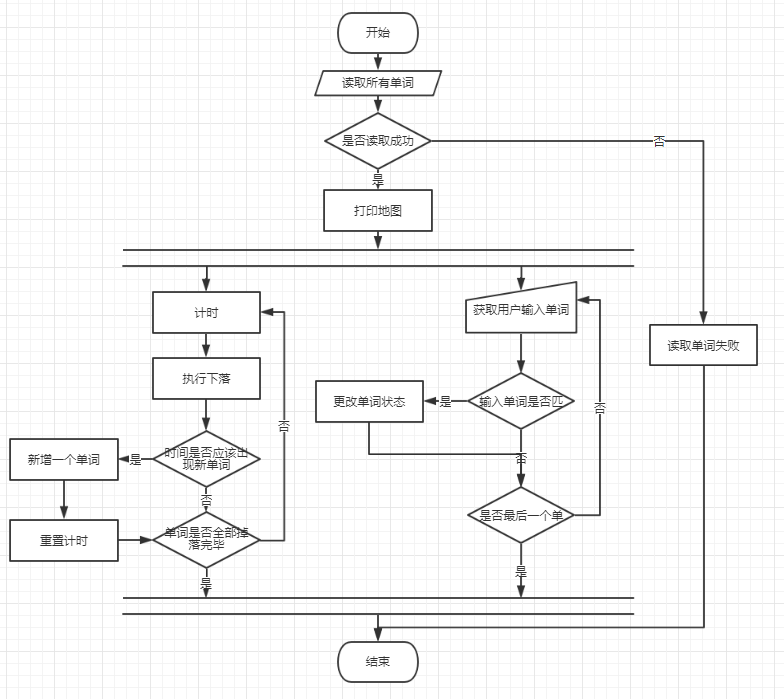 开始
读取所有单词
是否读取成功
否
是
打印地图
计时
获取用户输入单词
读取单词失败
执行下落
更改单词状态
是
输入单词是否匹
否
否
新增一个单词
是
时间是否应该出
现新单词
否
否
是否最后一个单
重置计时
单词是否全部掉
落完毕
是
是
结束